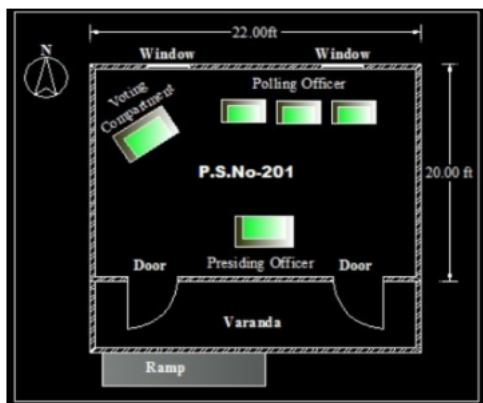 22.00ft
N
Window
Window
Voting
Compartment
Polling Officer
P.S.No-201
20.00 ft
Door
Presiding Officer
Door
Varanda
Ramp